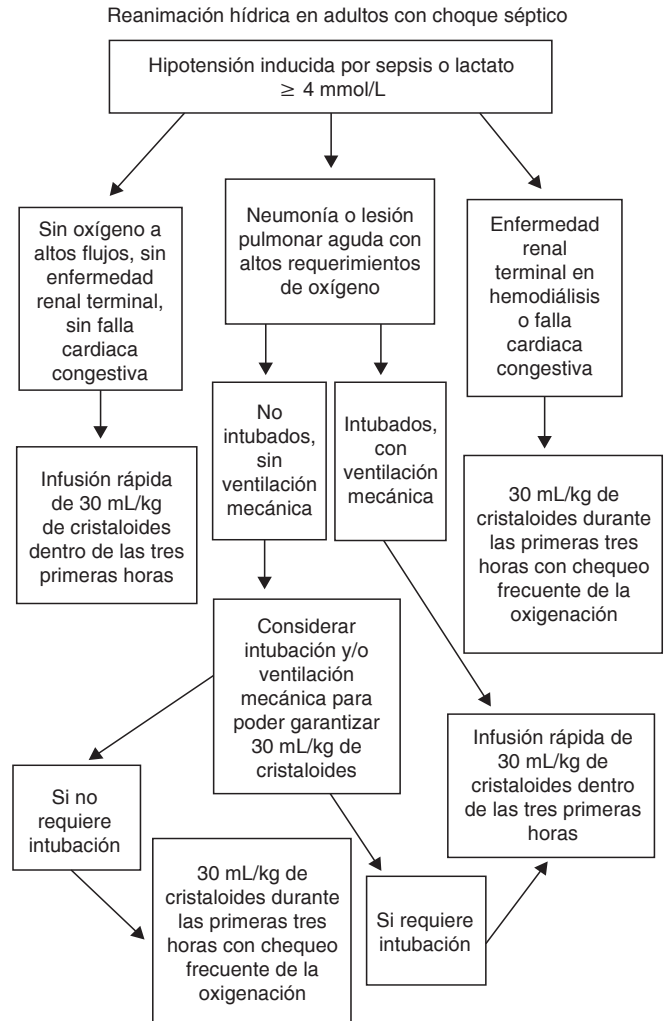 Reanimación hídrica en adultos con choque séptico
Hipotensión inducida por sepsis o lactato
≥ 4 mmol/L
Sin oxígeno a
altos flujos, sin
enfermedad
renal terminal,
sin falla
cardiaca
congestiva
Neumonía o lesión
pulmonar aguda con
altos requerimientos
de oxígeno
Enfermedad
renal
terminal en
hemodiálisis
o falla
cardiaca
congestiva
No
intubados,
sin
ventilación
mecánica
Intubados,
con
ventilación
mecánica
Infusión rápida
de 30 mL/kg
de cristaloides
dentro de las tres
primeras horas
30 mL/kg de
cristaloides durante
las primeras tres
horas con chequeo
frecuente de la
oxigenación
Considerar
intubación y/o
ventilación
mecánica para
poder garantizar
30 mL/kg de
cristaloides
Infusión rápida de
30 mL/kg de
cristaloides dentro
de las tres primeras
horas
Si no
requiere
intubación
30 mL/kg de
cristaloides durante
las primeras tres
horas con chequeo
frecuente de la
oxigenación
Si requiere
intubación